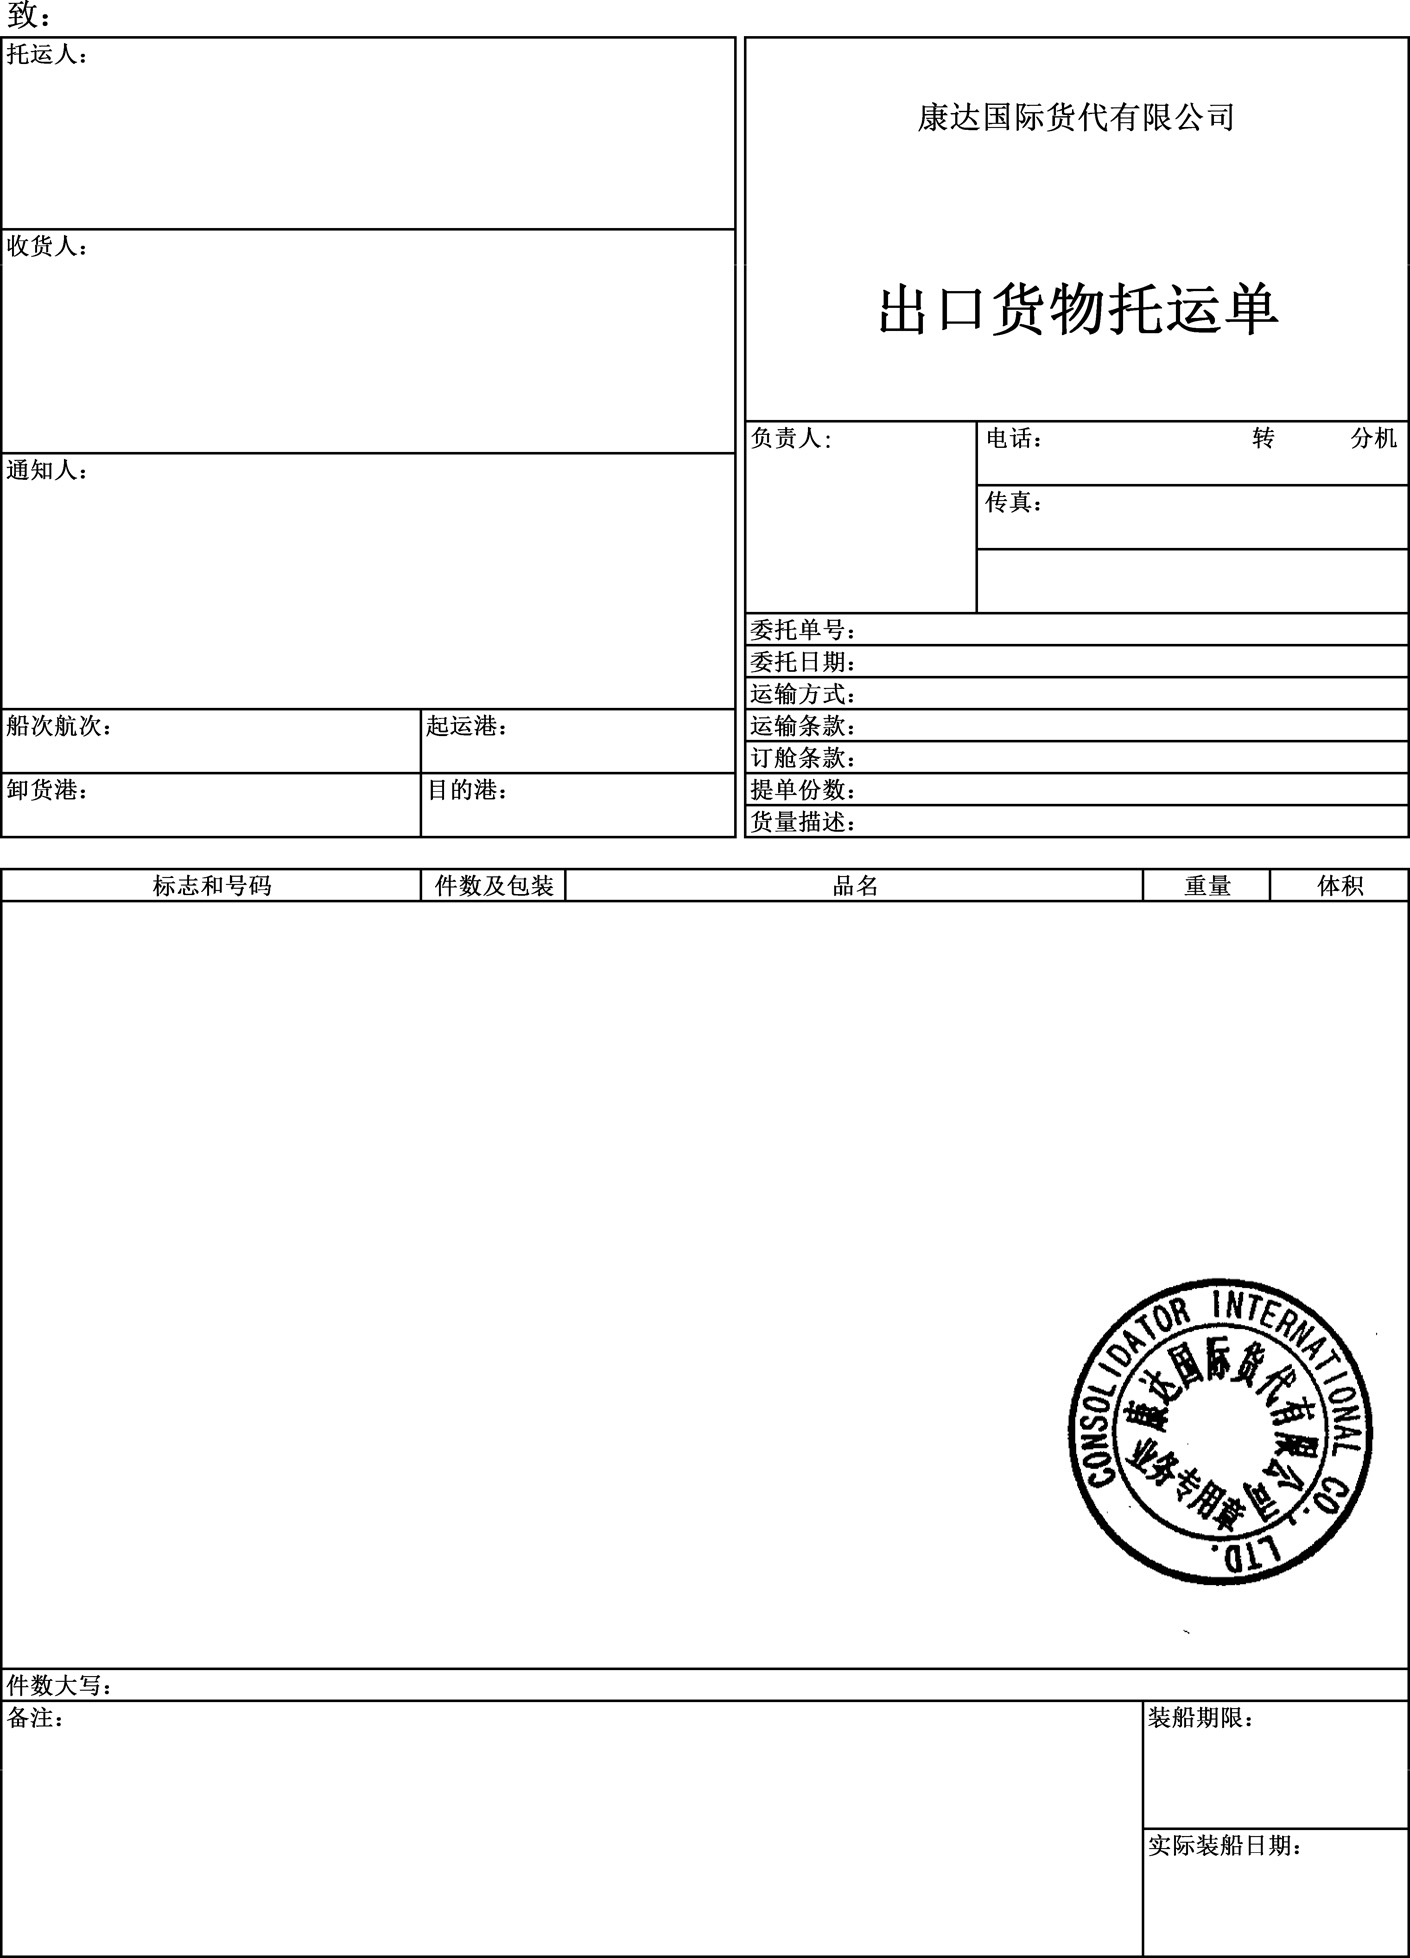 致：
托运人：
康达国际货代有限公司
收货人：
出口货物托运单
负责人:
电话： 转 分机
通知人：
传真：
委托单号：
委托日期：
运输方式：
船次航次： 起运港：
运输条款：
订舱条款：
卸货港： 目的港：
提单份数：
货量描述：
标志和号码 件数及包装 品名 重量 体积
CONSOLIDATOR INTERNATIONAL CO., LTD.
康达国际货代有限公司
业务专用章
件数大写：
备注：
装船期限：
实际装船日期：